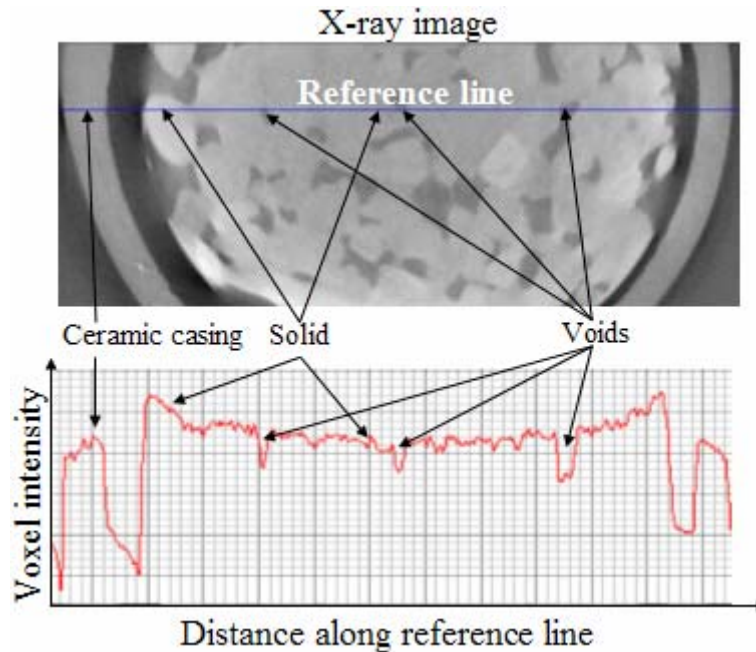 X-ray image
Reference line
Ceramic casing Solid Voids
Voxel intensity
Distance along reference line